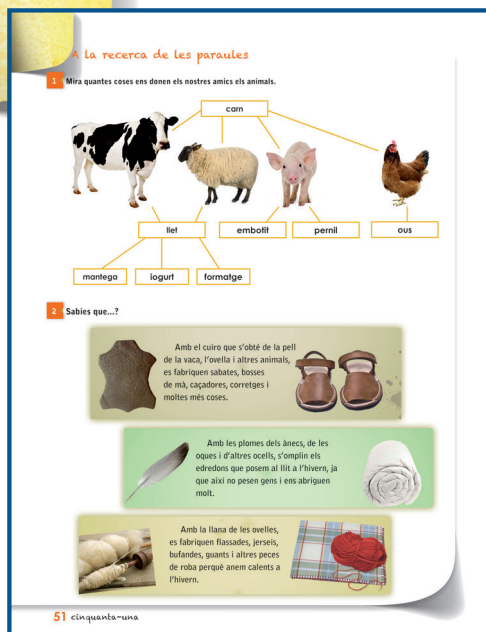 A la recerca de les paraules
1 Mira quantes coses ens donen els nostres amics els animals.
carn
llet
embotit
pernil
ous
mantega
iogurt
formatge
2 Sabies que...?
Amb el cuiro que s'obté de la pell
de la vaca, l'ovella i altres animals,
es fabriquen sabates, bosses
de mà, caçadores, corretges i
moltes més coses.
Amb les plomes dels ànecs, de les
oques i d'altres ocells, s'omplin els
edredons que posem al llit a l'hivern, ja
que així no pesen gens i ens abriguen
molt.
Amb la llana de les ovelles,
es fabriquen flassades, jerseis,
bufandes, guants i altres peces
de roba perquè anem calents a
l'hivern.
51 cinquanta-una